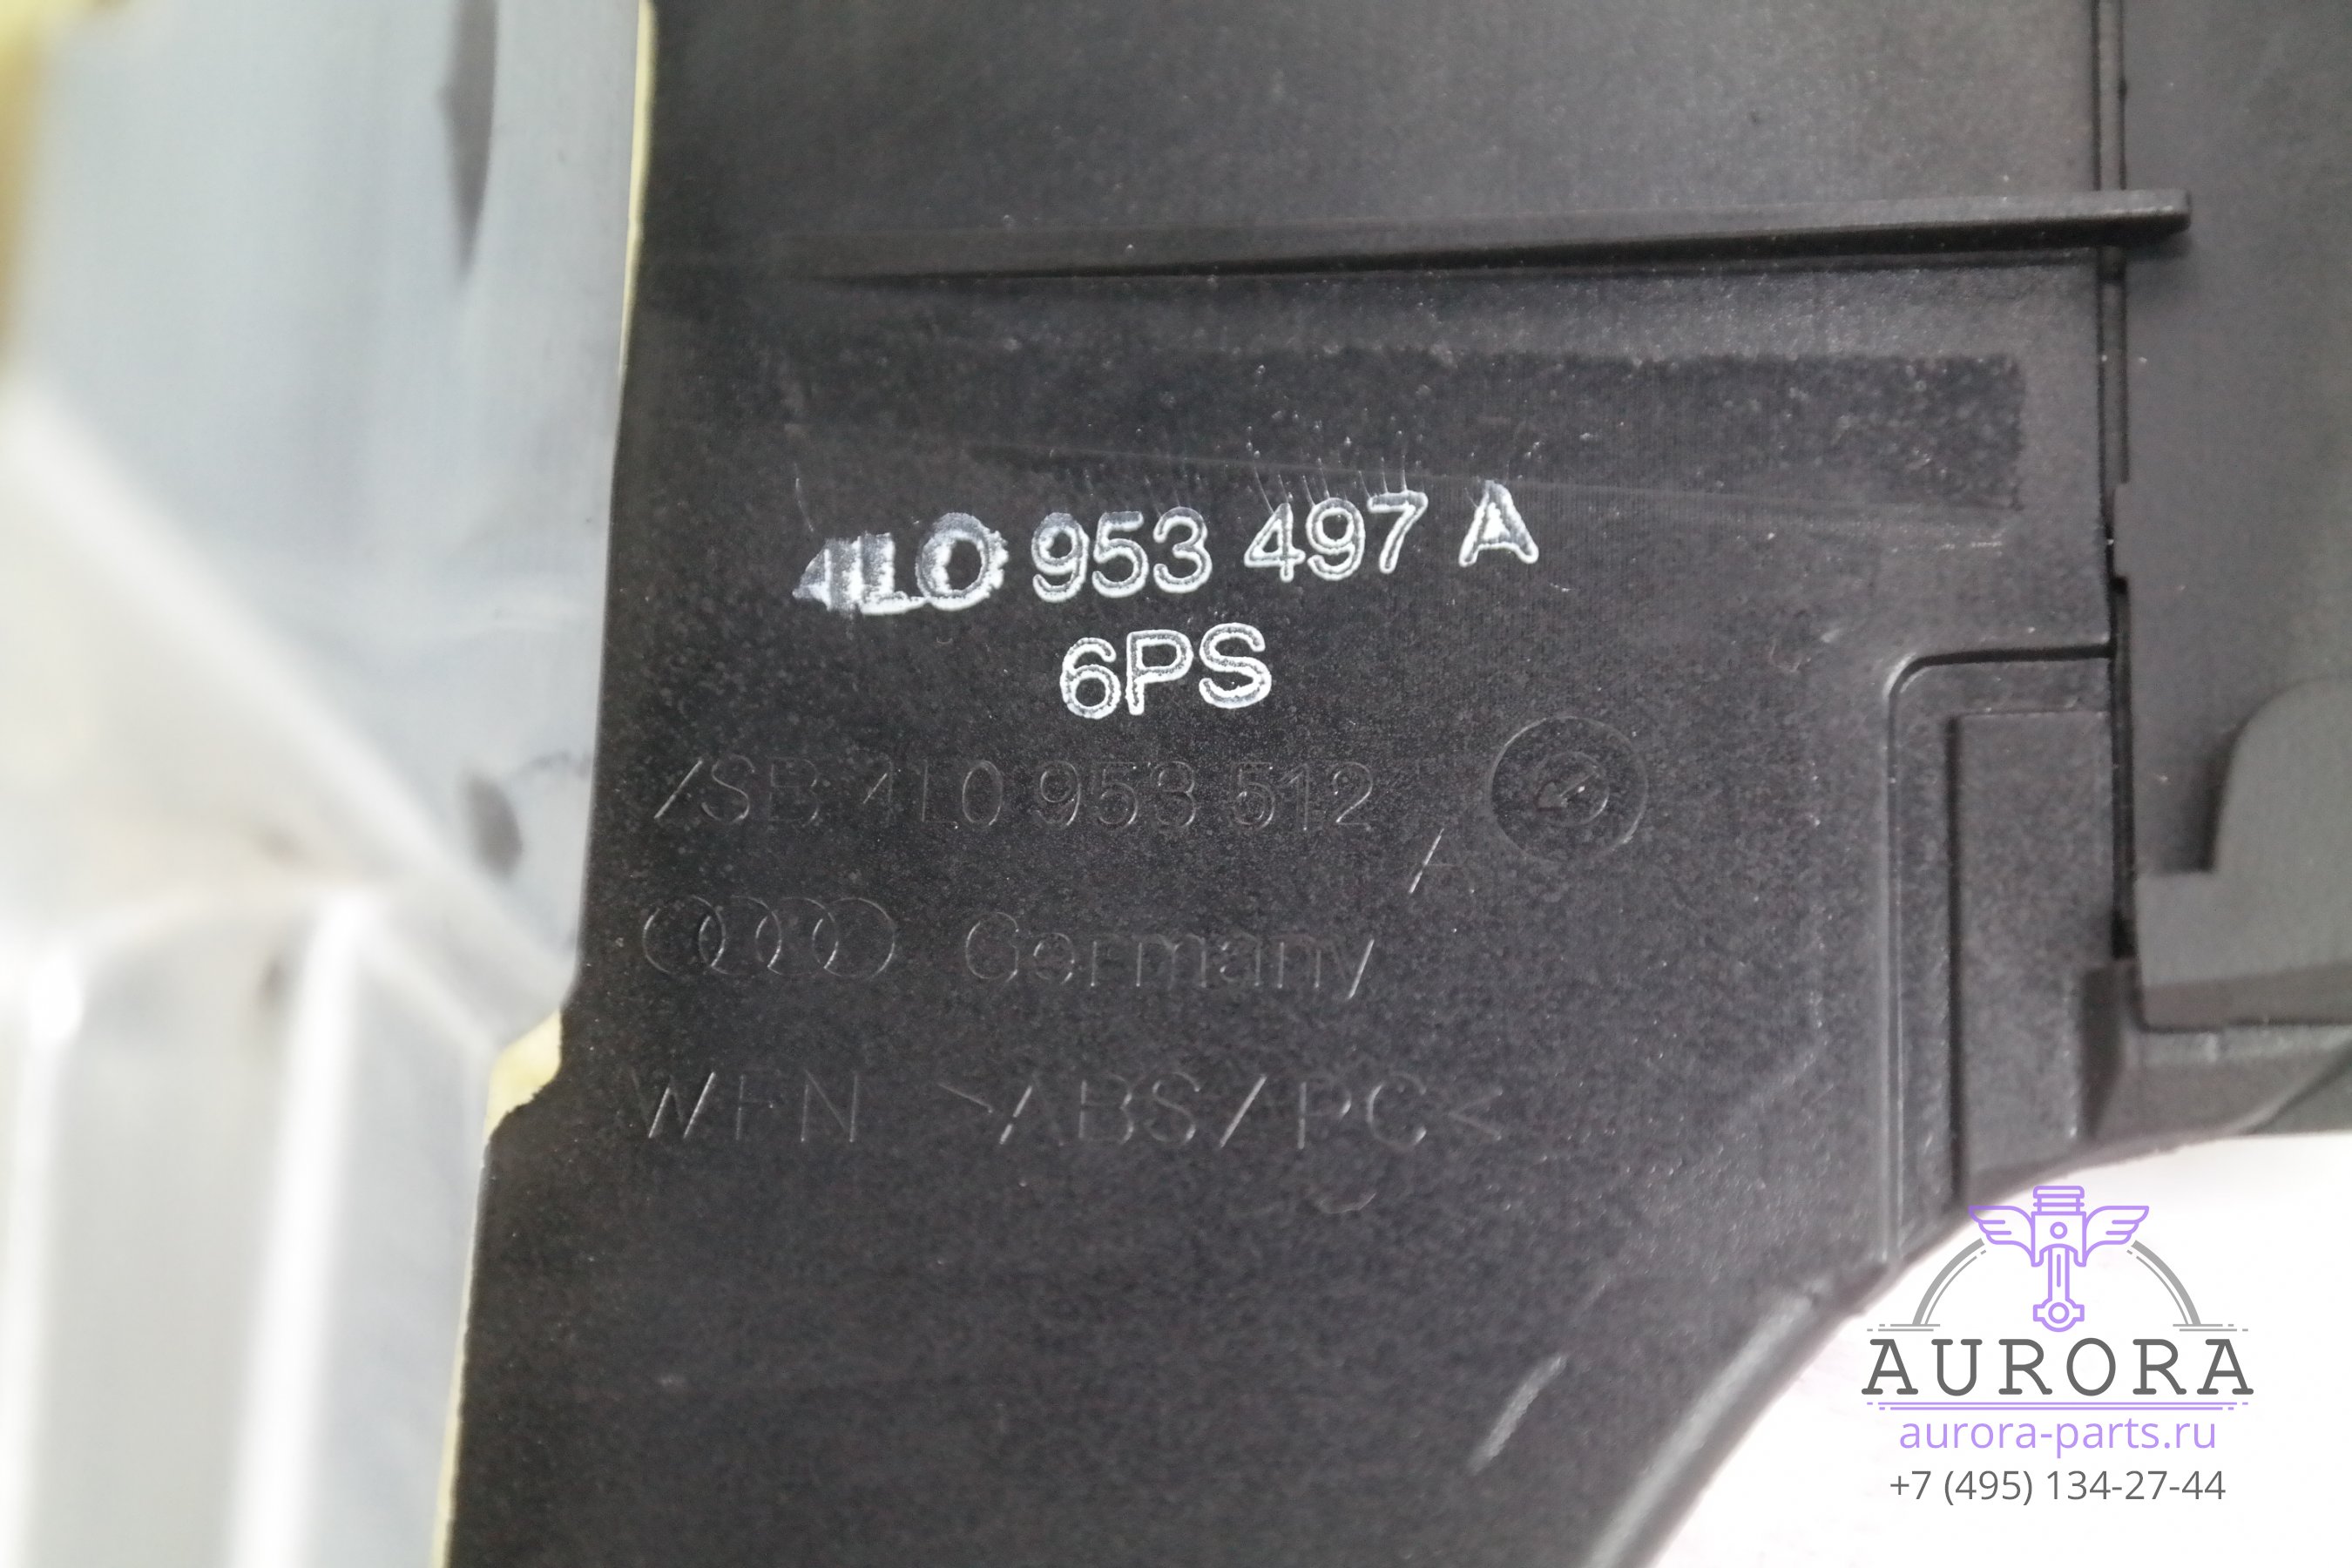 4L0 953 497 A
6PS
ZSB 4L0 953 512
A
Germany
WFN >ABS/PC<
AURORA
aurora-parts.ru
+7 (495) 134-27-44